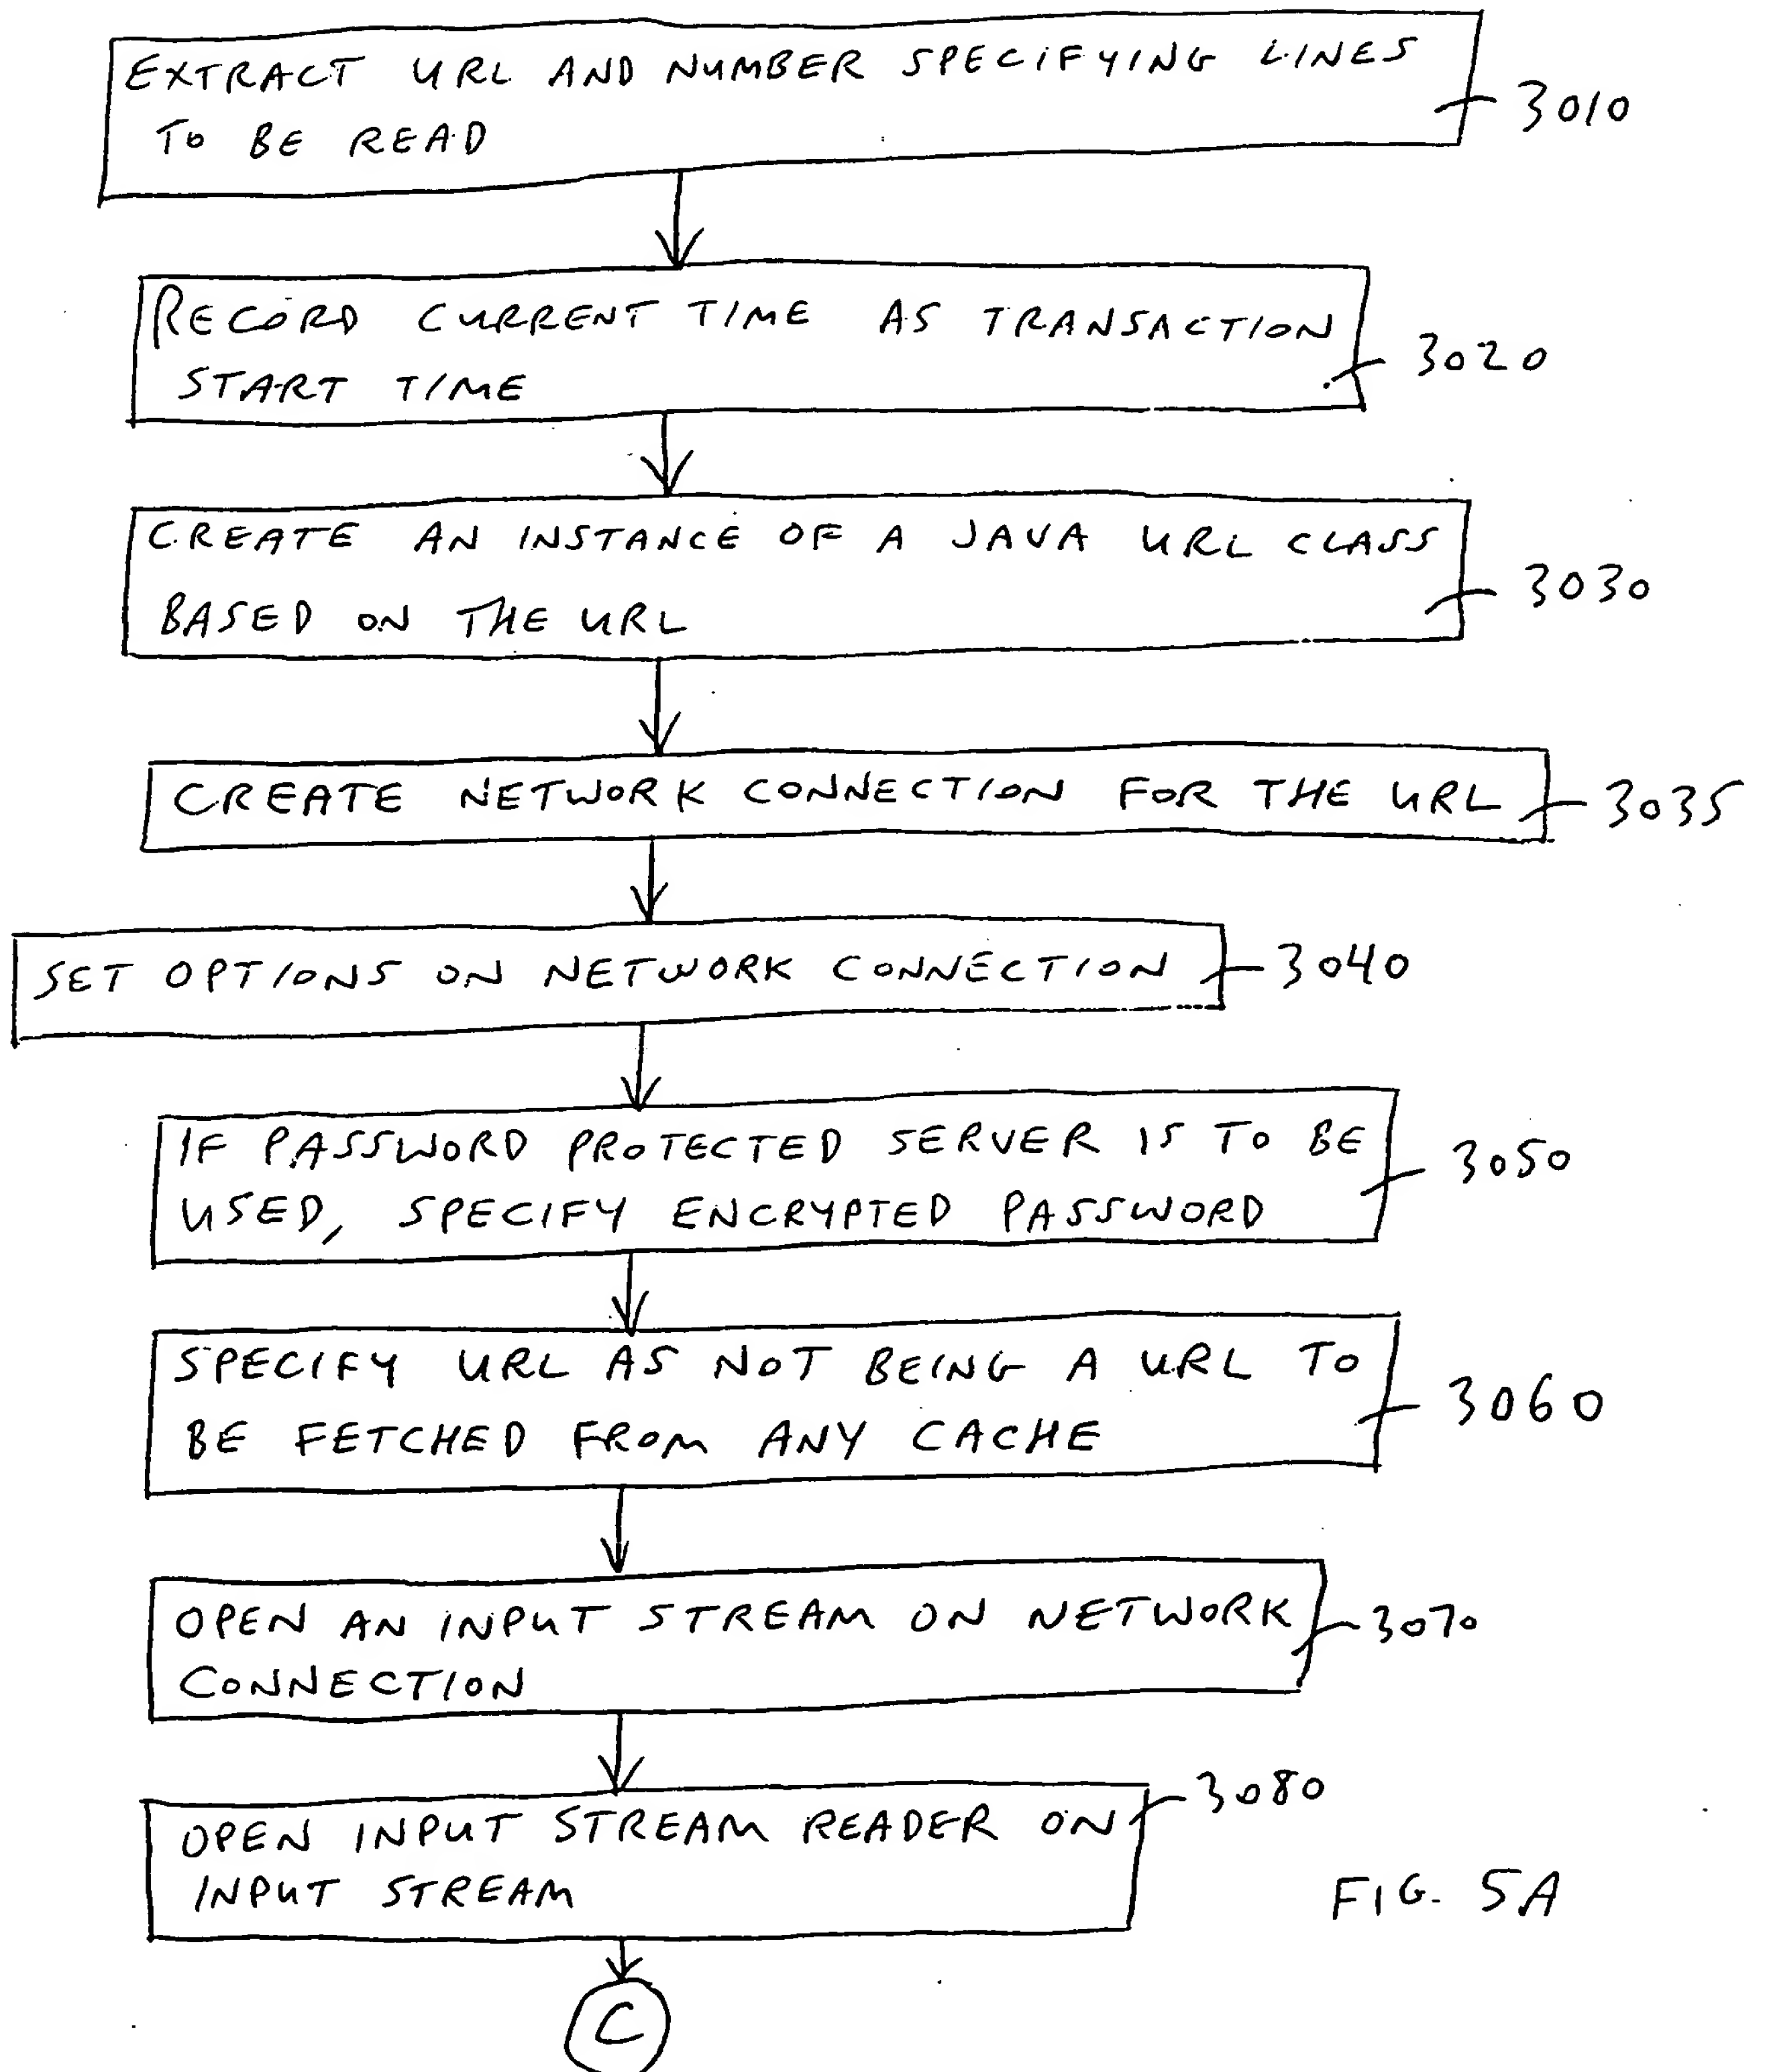 EXTRACT URL AND NUMBER SPECIFYING LINES
TO BE READ
3010
RECORD CURRENT TIME AS TRANSACTION
START TIME
3020
CREATE AN INSTANCE OF A JAVA URL CLASS
BASED ON THE URL
3030
CREATE NETWORK CONNECTION FOR THE URL
3035
SET OPTIONS ON NETWORK CONNECTION
3040
IF PASSWORD PROTECTED SERVER IS TO BE
USED, SPECIFY ENCRYPTED PASSWORD
3050
SPECIFY URL AS NOT BEING A URL TO
BE FETCHED FROM ANY CACHE
3060
OPEN AN INPUT STREAM ON NETWORK
CONNECTION
3070
OPEN INPUT STREAM READER ON
INPUT STREAM
3080
FIG. 5A
C